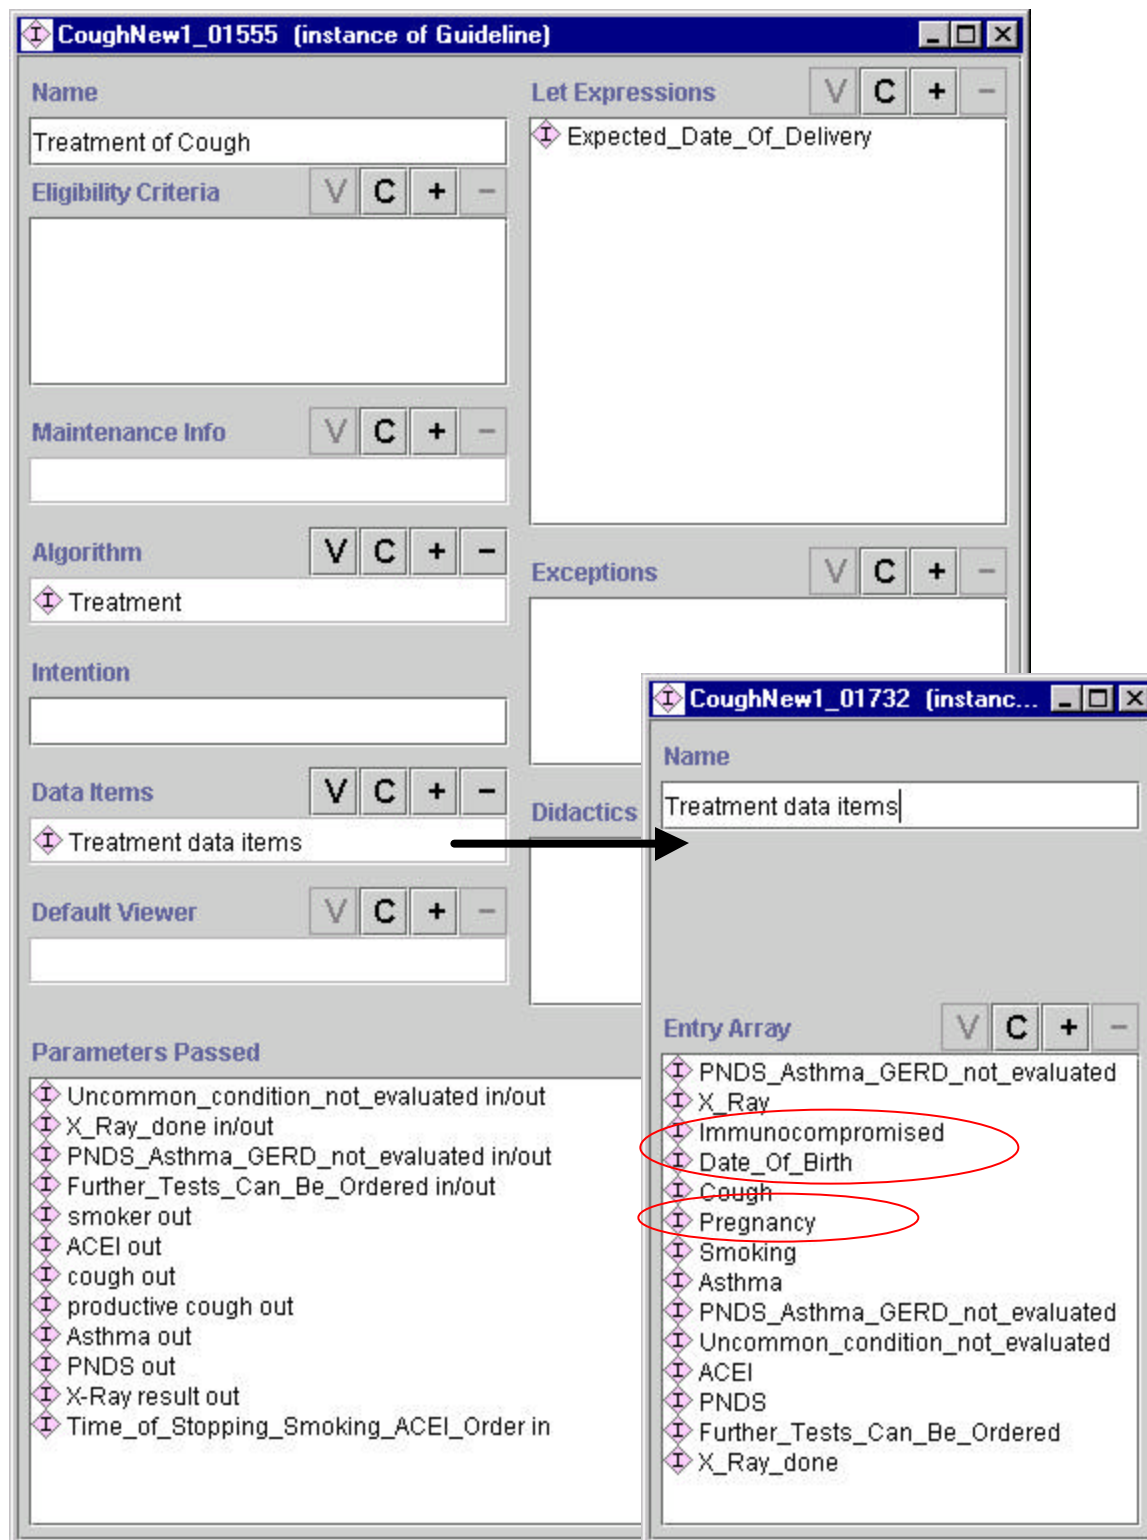 CoughNew1_01555 (instance of Guideline)
Name
Treatment of Cough
Eligibility Criteria
V C + −
Maintenance Info
V C + −
Algorithm
V C + −
Treatment
Intention
Data Items
V C + −
Treatment data items
Default Viewer
V C + −
Parameters Passed
Uncommon_condition_not_evaluated in/out
X_Ray_done in/out
PNDS_Asthma_GERD_not_evaluated in/out
Further_Tests_Can_Be_Ordered in/out
smoker out
ACEI out
cough out
productive cough out
Asthma out
PNDS out
X-Ray result out
Time_of_Stopping_Smoking_ACEI_Order in
Let Expressions
V C + −
Expected_Date_Of_Delivery
Exceptions
V C + −
Didactics
CoughNew1_01732 (instanc...
Name
Treatment data items
Entry Array
V C + −
PNDS_Asthma_GERD_not_evaluated
X_Ray
Immunocompromised
Date_Of_Birth
Cough
Pregnancy
Smoking
Asthma
PNDS_Asthma_GERD_not_evaluated
Uncommon_condition_not_evaluated
ACEI
PNDS
Further_Tests_Can_Be_Ordered
X_Ray_done